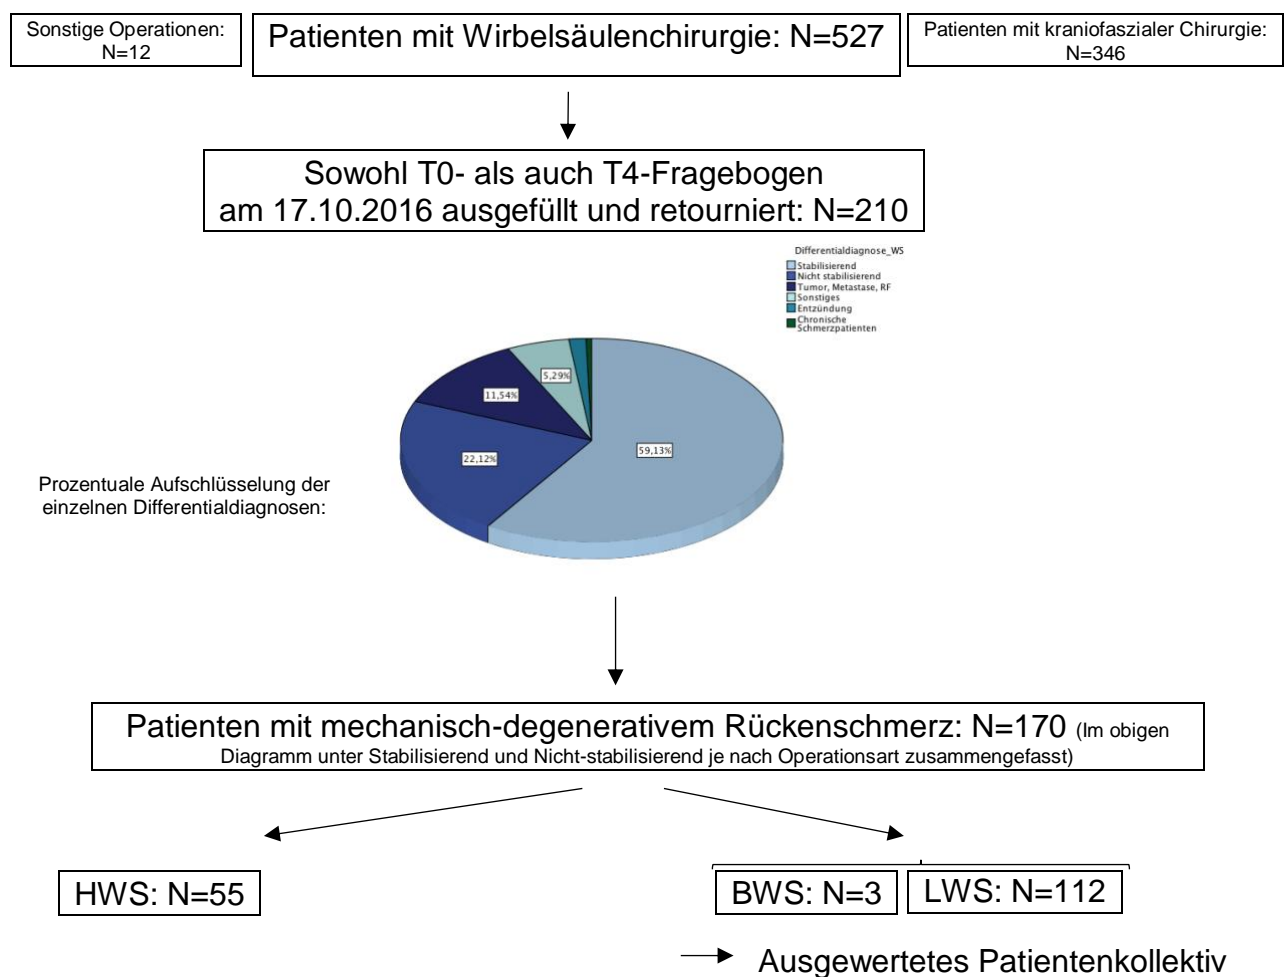 Sonstige Operationen:
N=12
Patienten mit Wirbelsäulenchirurgie: N=527
Patienten mit kraniofaszialer Chirurgie:
N=346
Sowohl T0- als auch T4-Fragebogen
am 17.10.2016 ausgefüllt und retourniert: N=210
Differentialdiagnose_WS
Stabilisierend
Nicht stabilisierend
Tumor, Metastase, RF
Sonstiges
Entzündung
Chronische
Schmerzpatienten
5,29%
11,54%
22,12%
59,13%
Prozentuale Aufschlüsselung der
einzelnen Differentialdiagnosen:
Patienten mit mechanisch-degenerativem Rückenschmerz: N=170 (Im obigen
Diagramm unter Stabilisierend und Nicht-stabilisierend je nach Operationsart zusammengefasst)
HWS: N=55
BWS: N=3
LWS: N=112
Ausgewertetes Patientenkollektiv